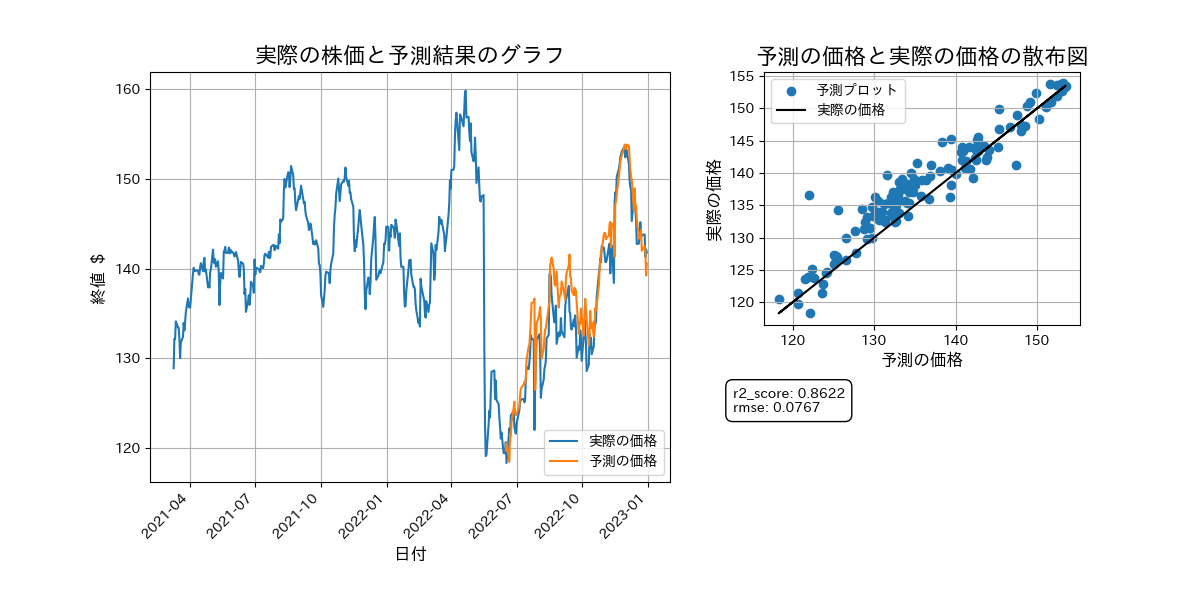 実際の株価と予測結果のグラフ
終値 $
160
150
140
130
120
2021-04
2021-07
2021-10
2022-01
2022-04
2022-07
2022-10
2023-01
日付
実際の価格
予測の価格
予測の価格と実際の価格の散布図
実際の価格
155
150
145
140
135
130
125
120
120
130
140
150
予測の価格
予測プロット
実際の価格
r2_score: 0.8622
rmse: 0.0767